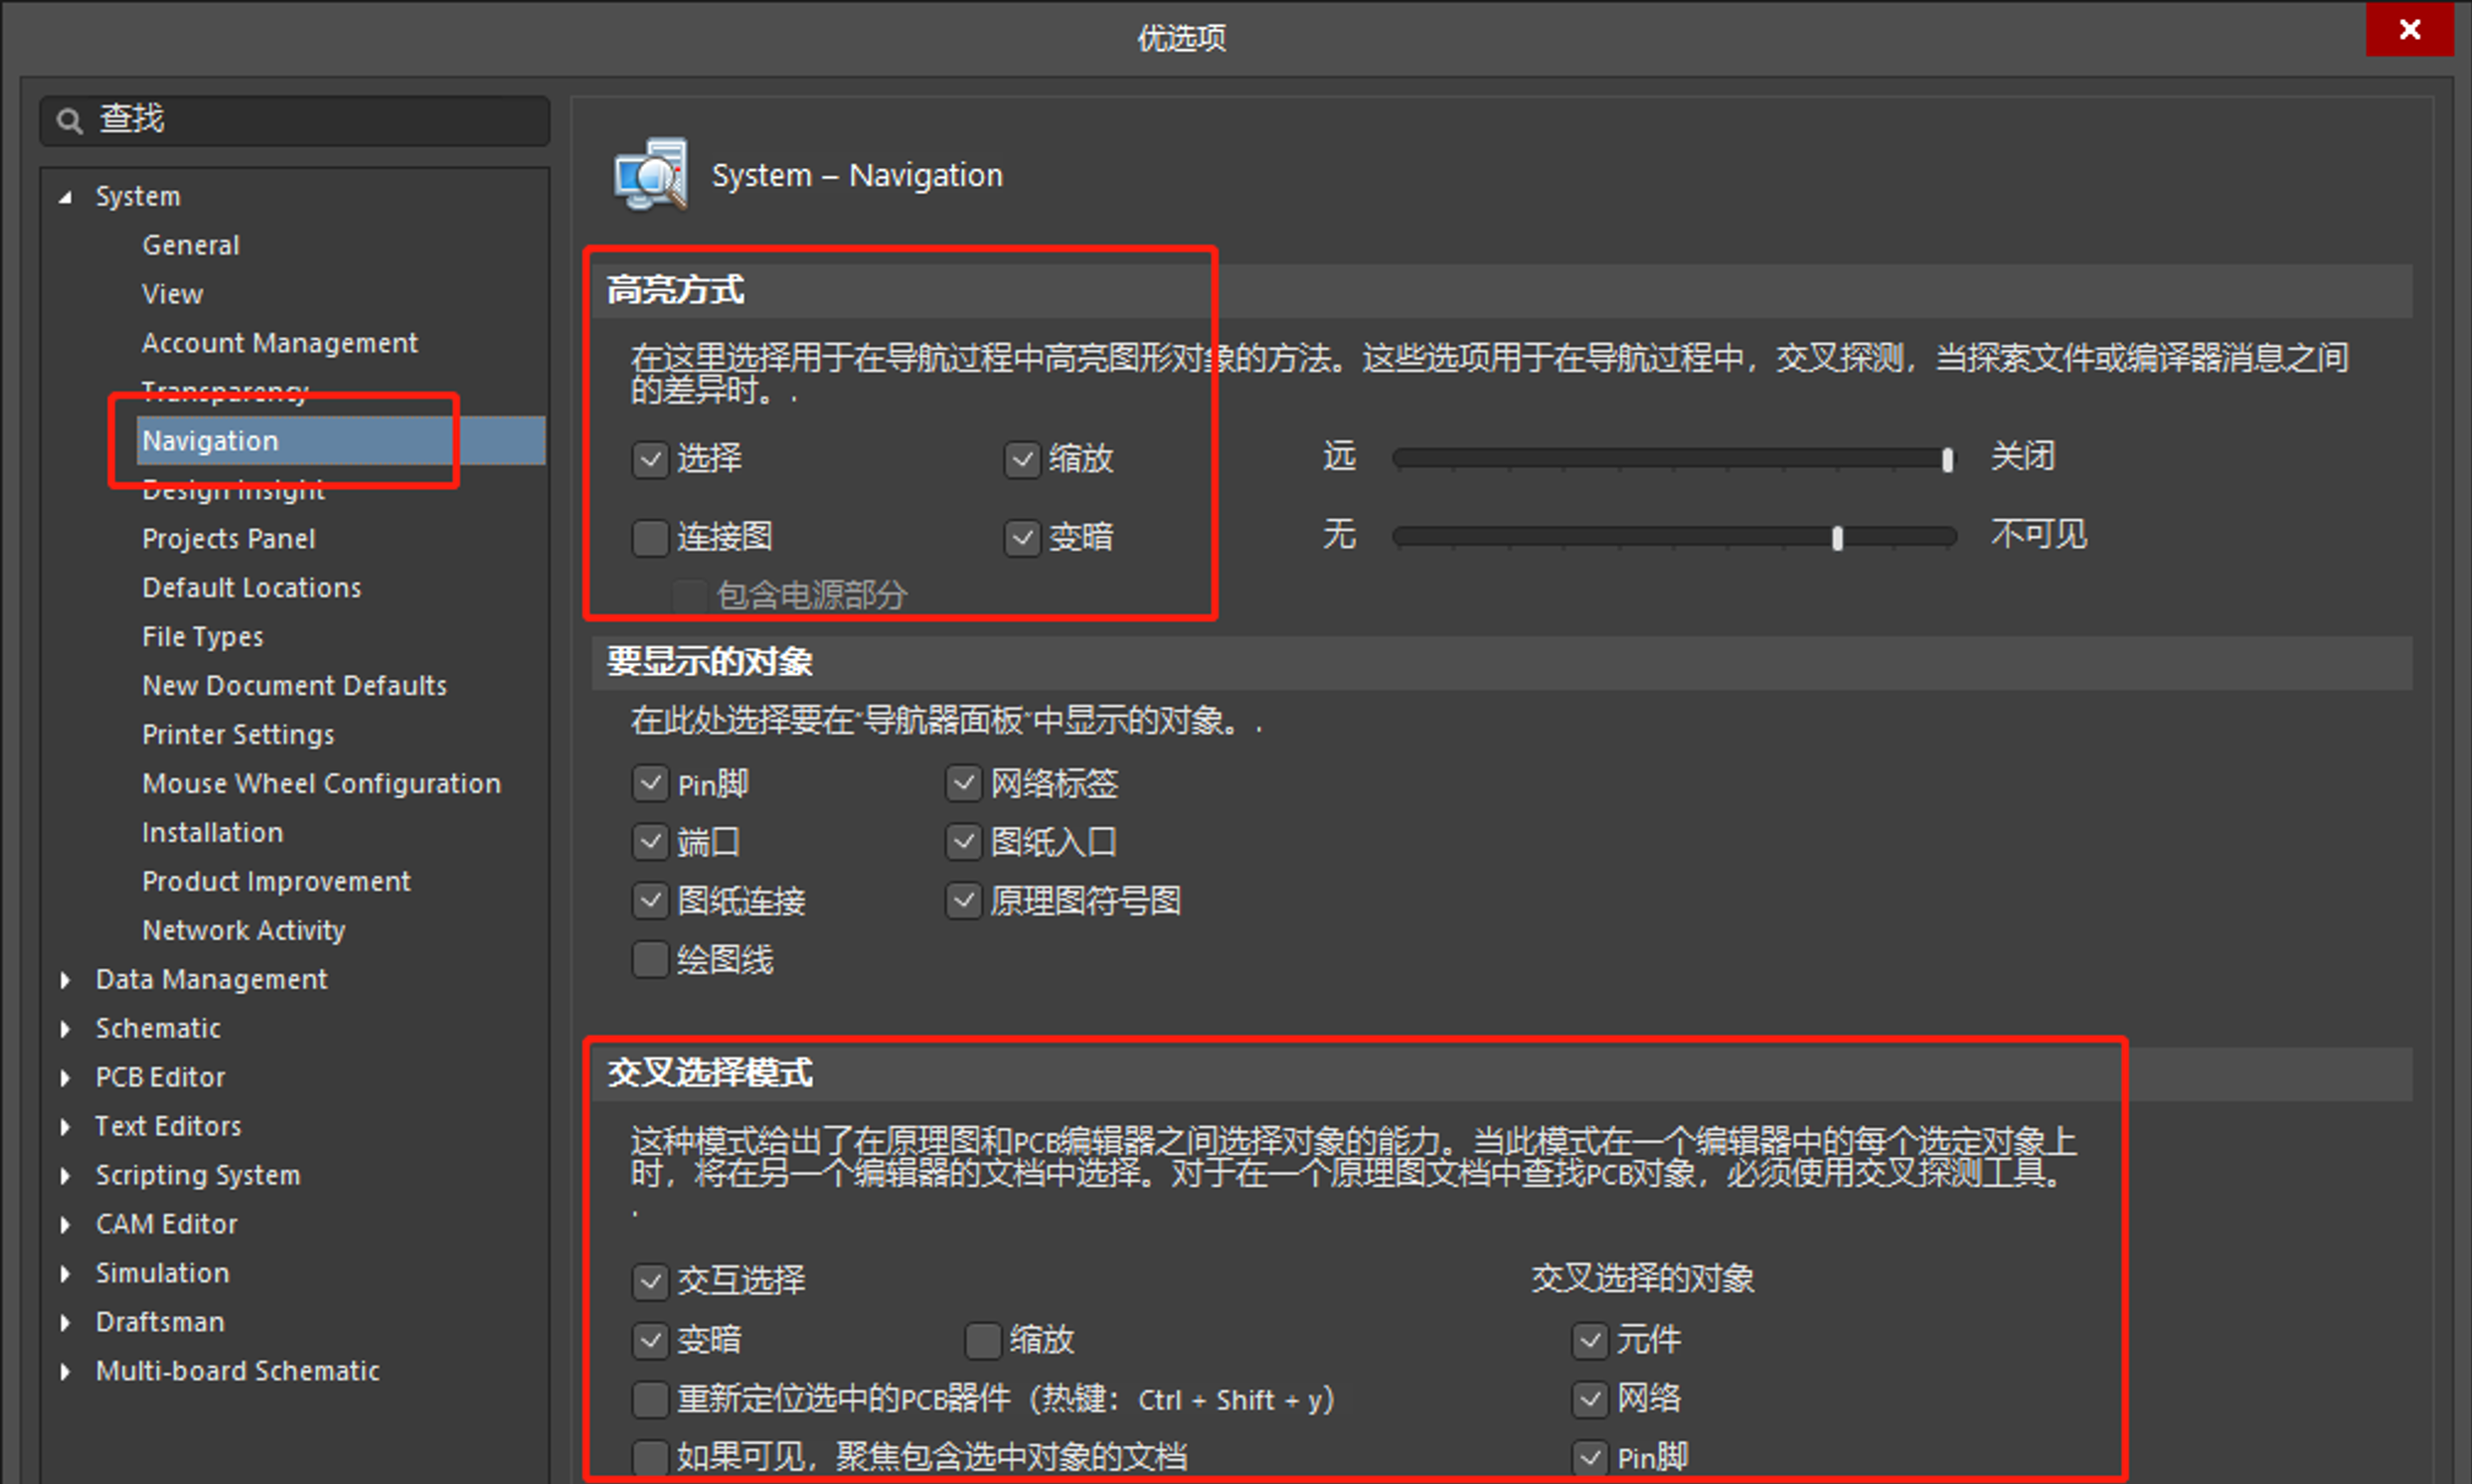 优选项
查找
System
General
View
Account Management
Transparency
Navigation
Design Insight
Projects Panel
Default Locations
File Types
New Document Defaults
Printer Settings
Mouse Wheel Configuration
Installation
Product Improvement
Network Activity
Data Management
Schematic
PCB Editor
Text Editors
Scripting System
CAM Editor
Simulation
Draftsman
Multi-board Schematic
System – Navigation
高亮方式
在这里选择用于在导航过程中高亮图形对象的方法。这些选项用于在导航过程中，交叉探测，当探索文件或编译器消息之间
的差异时。.
选择 缩放 远 关闭
连接图 变暗 无 不可见
包含电源部分
要显示的对象
在此处选择要在“导航器面板”中显示的对象。.
Pin脚 网络标签
端口 图纸入口
图纸连接 原理图符号图
绘图线
交叉选择模式
这种模式给出了在原理图和PCB编辑器之间选择对象的能力。当此模式在一个编辑器中的每个选定对象上
时，将在另一个编辑器的文档中选择。对于在一个原理图文档中查找PCB对象，必须使用交叉探测工具。
.
交互选择 交叉选择的对象
变暗 缩放 元件
重新定位选中的PCB器件（热键：Ctrl + Shift + y） 网络
如果可见，聚焦包含选中对象的文档 Pin脚